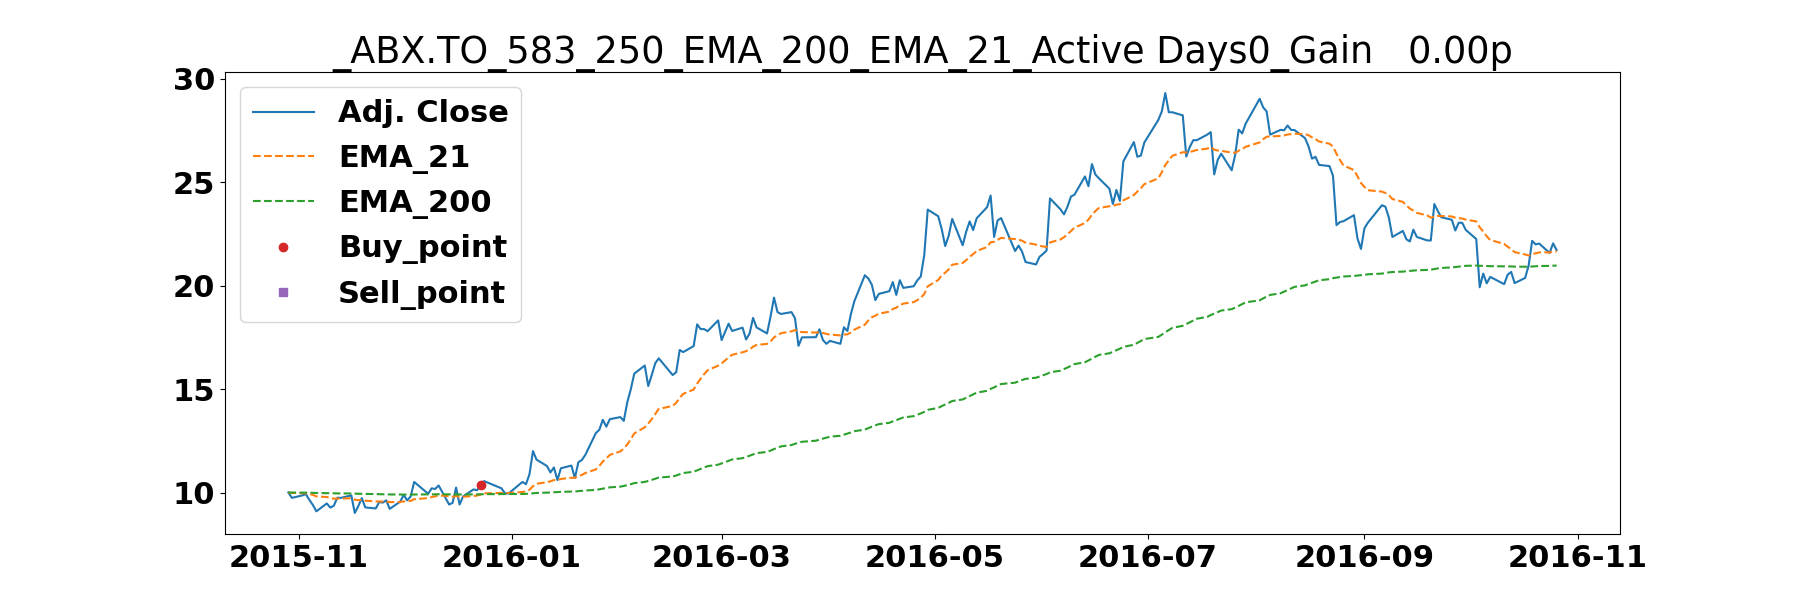 _ABX.TO_583_250_EMA_200_EMA_21_Active Days0_Gain   0.00p
30
25
20
15
10
Adj. Close
EMA_21
EMA_200
Buy_point
Sell_point
2015-11 2016-01 2016-03 2016-05 2016-07 2016-09 2016-11